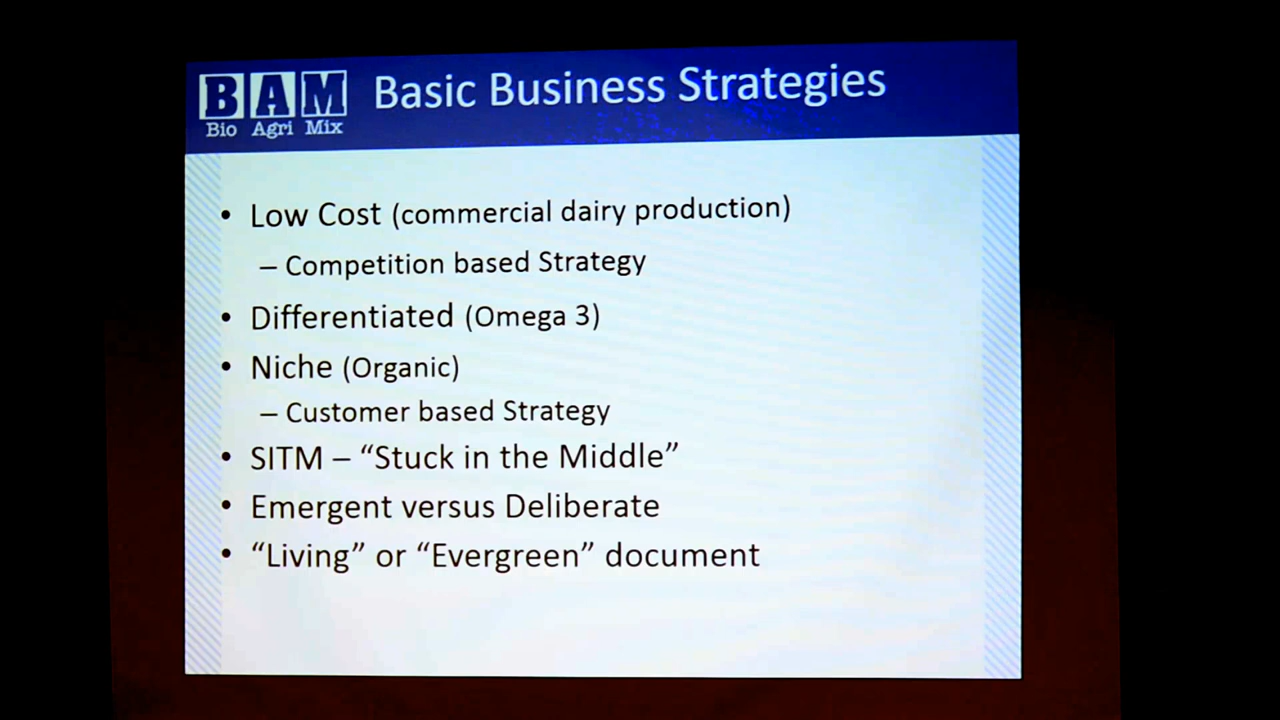 BAM
Bio Agri Mix
Basic Business Strategies
• Low Cost (commercial dairy production)
– Competition based Strategy
• Differentiated (Omega 3)
• Niche (Organic)
– Customer based Strategy
• SITM – “Stuck in the Middle”
• Emergent versus Deliberate
• “Living” or “Evergreen” document